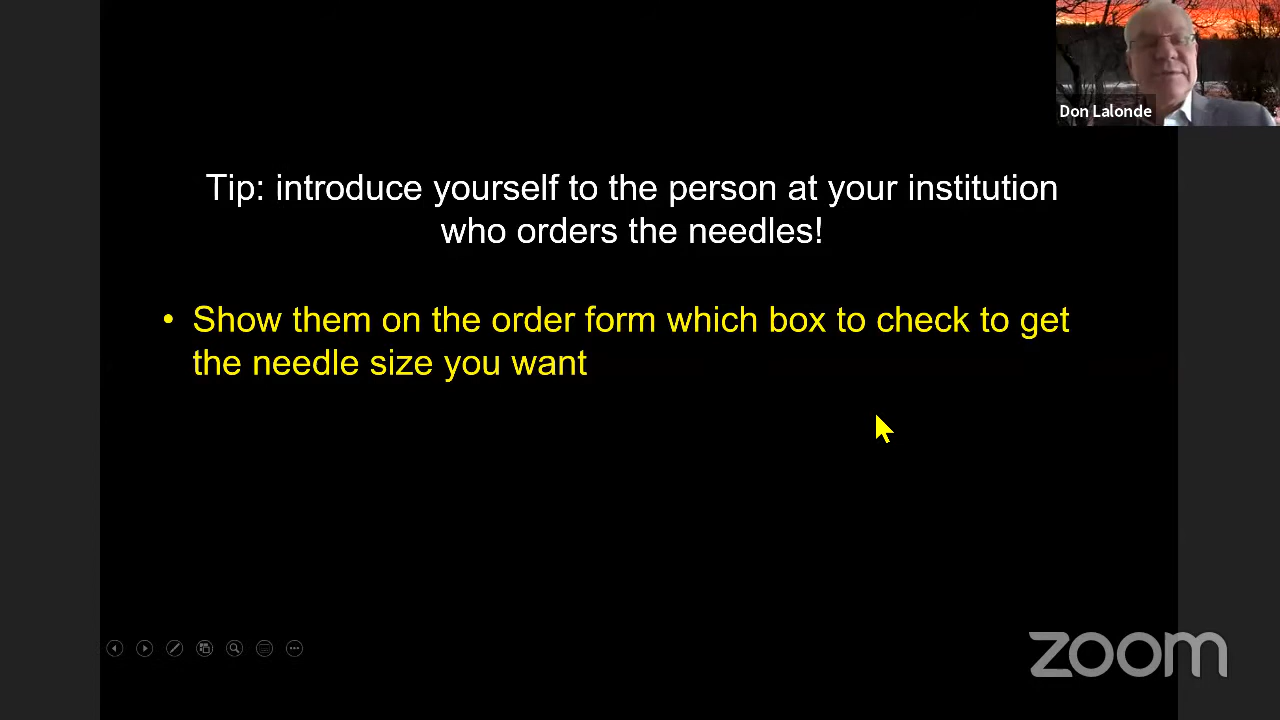 Don Lalonde
Tip: introduce yourself to the person at your institution
who orders the needles!
• Show them on the order form which box to check to get
the needle size you want
zoom